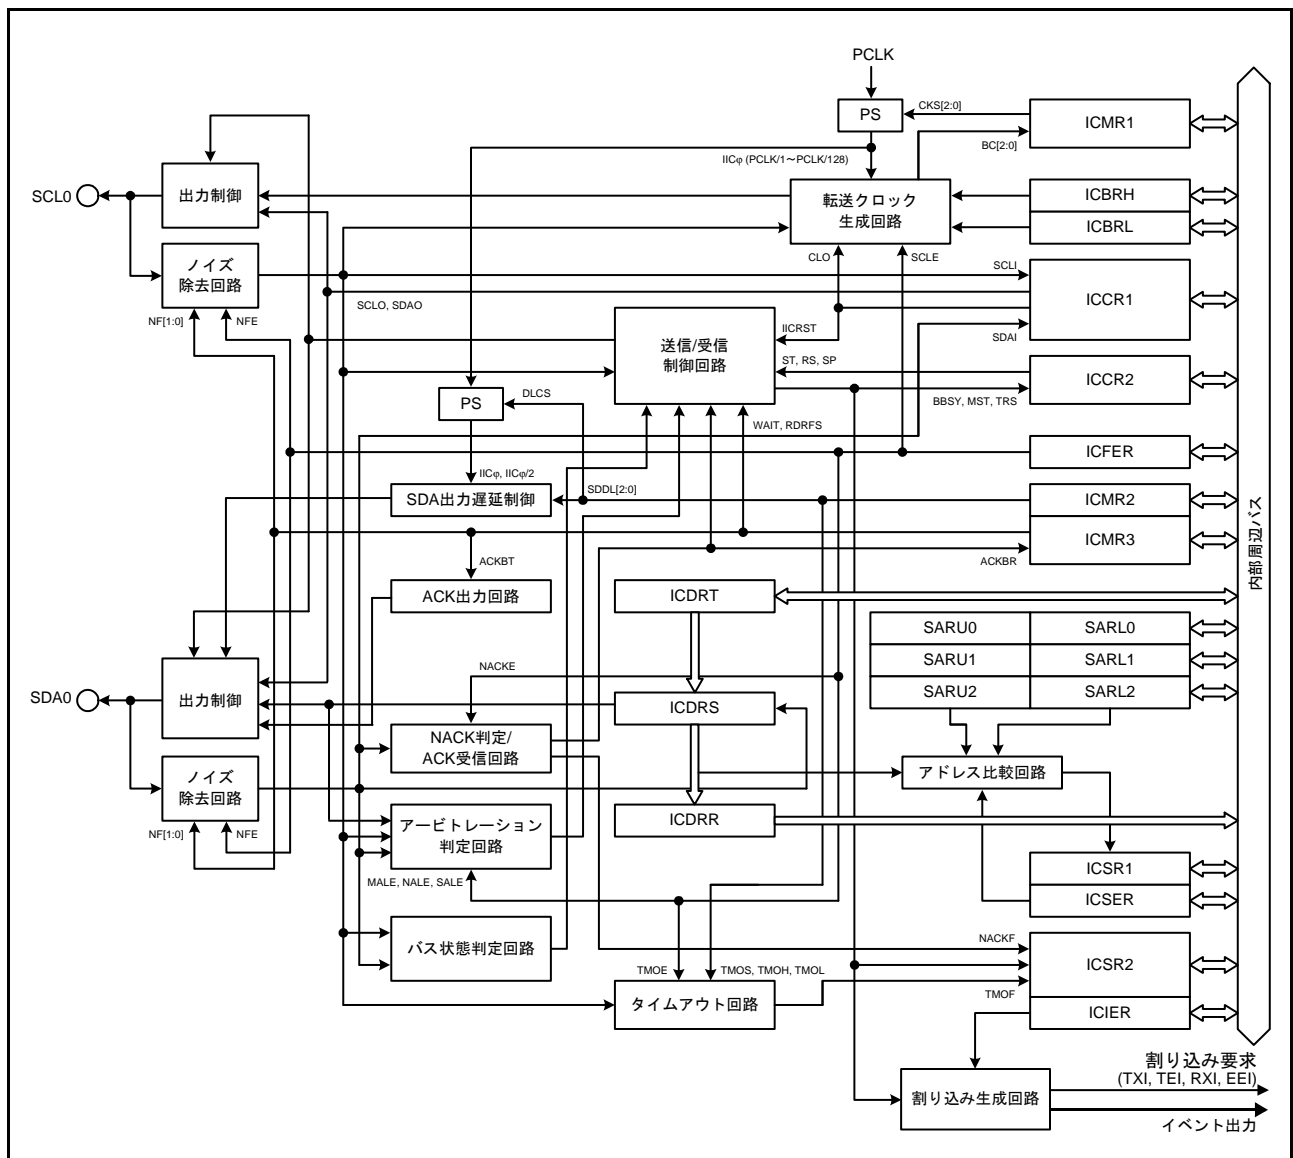 PCLK
PS
CKS[2:0]
ICMR1
BC[2:0]
IICφ (PCLK/1～PCLK/128)
SCL0
出力制御
転送クロック
生成回路
ICBRH
ICBRL
ノイズ
除去回路
CLO
SCLE
SCLI
ICCR1
SCLO, SDAO
NF[1:0]
NFE
IICRST
SDAI
送信/受信
制御回路
ST, RS, SP
ICCR2
BBSY, MST, TRS
PS
DLCS
WAIT, RDRFS
ICFER
IICφ, IICφ/2
SDA出力遅延制御
SDDL[2:0]
ICMR2
ICMR3
ACKBT
ACKBR
内部周辺バス
ACK出力回路
ICDRT
SARU0
SARL0
SARU1
SARL1
SARU2
SARL2
NACKE
SDA0
出力制御
ICDRS
NACK判定/
ACK受信回路
アドレス比較回路
ノイズ
除去回路
NF[1:0]
NFE
アービトレーション
判定回路
ICDRR
MALE, NALE, SALE
ICSR1
ICSER
バス状態判定回路
NACKF
ICSR2
TMOE
TMOS, TMOH, TMOL
タイムアウト回路
TMOF
ICIER
割り込み要求
(TXI, TEI, RXI, EEI)
割り込み生成回路
イベント出力